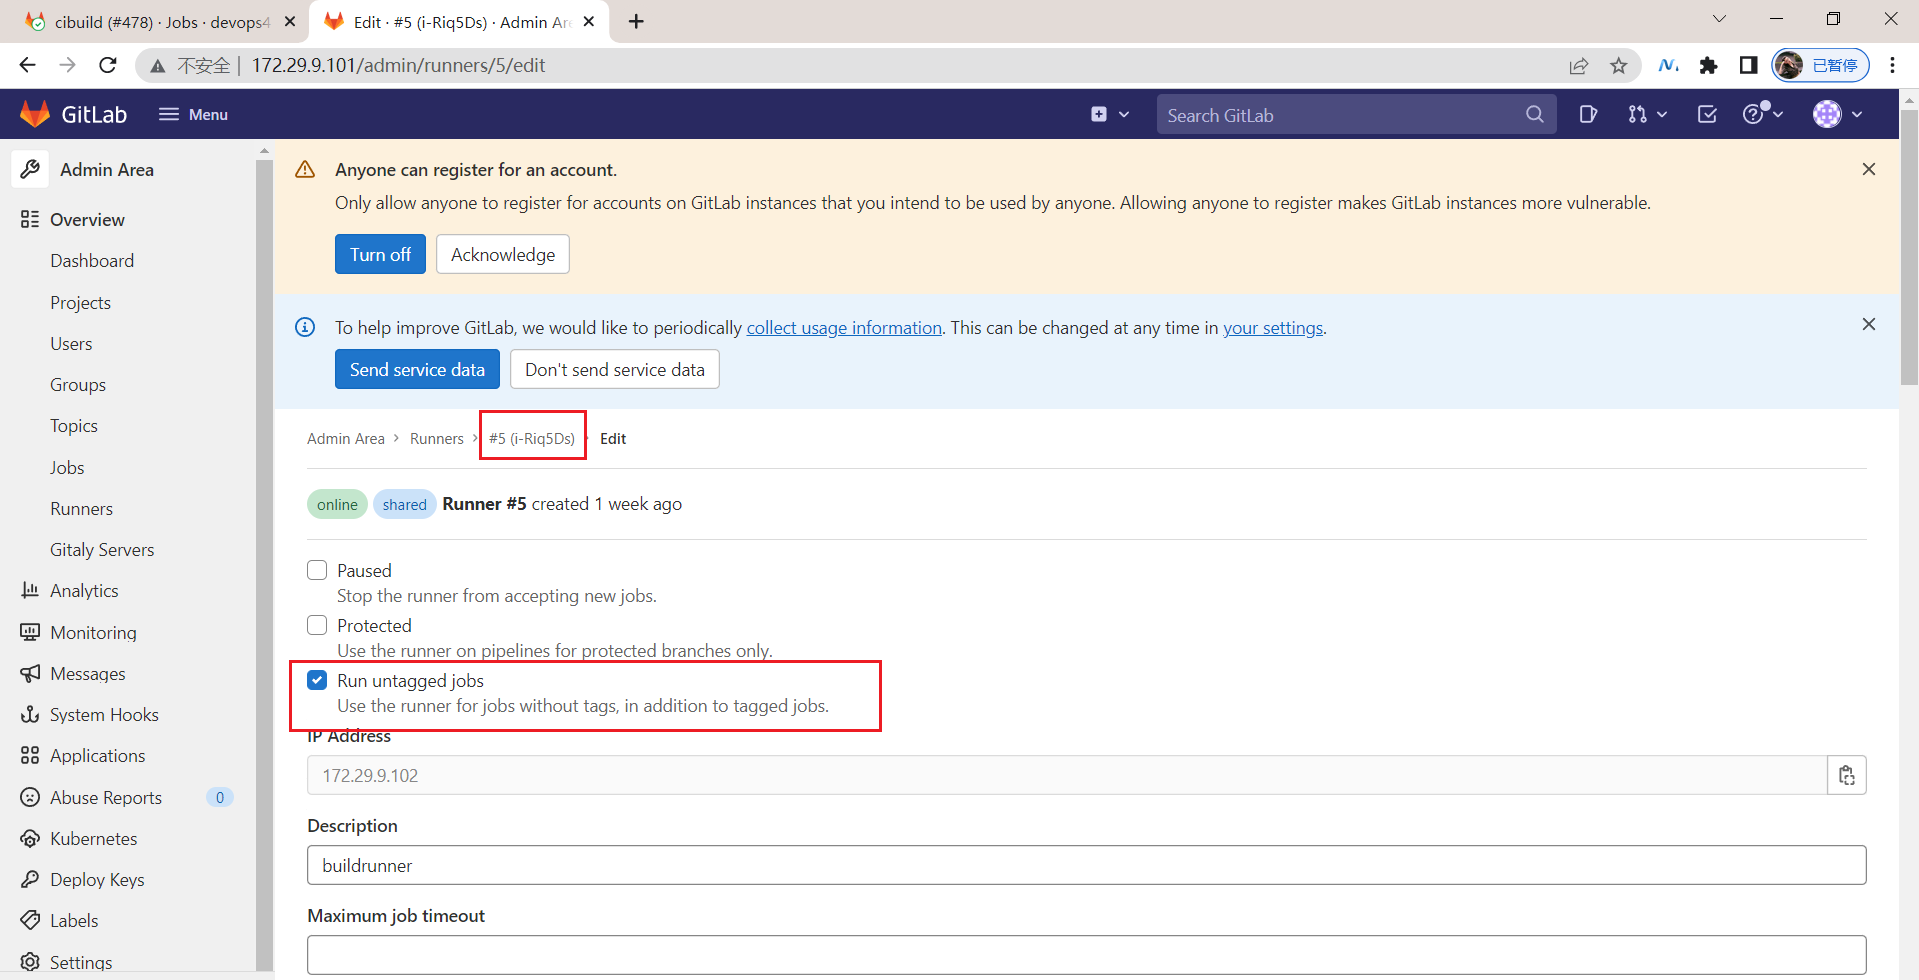 cibuild (#478) · Jobs · devops4
Edit · #5 (i-Riq5Ds) · Admin Are
不安全 | 172.29.9.101/admin/runners/5/edit
已暂停
GitLab
Menu
Search GitLab
Admin Area
Overview
Dashboard
Projects
Users
Groups
Topics
Jobs
Runners
Gitaly Servers
Analytics
Monitoring
Messages
System Hooks
Applications
Abuse Reports 0
Kubernetes
Deploy Keys
Labels
Settings
Anyone can register for an account.
Only allow anyone to register for accounts on GitLab instances that you intend to be used by anyone. Allowing anyone to register makes GitLab instances more vulnerable.
Turn off Acknowledge
To help improve GitLab, we would like to periodically collect usage information. This can be changed at any time in your settings.
Send service data Don't send service data
Admin Area > Runners > #5 (i-Riq5Ds) Edit
online shared Runner #5 created 1 week ago
Paused
Stop the runner from accepting new jobs.
Protected
Use the runner on pipelines for protected branches only.
Run untagged jobs
Use the runner for jobs without tags, in addition to tagged jobs.
IP Address
172.29.9.102
Description
buildrunner
Maximum job timeout